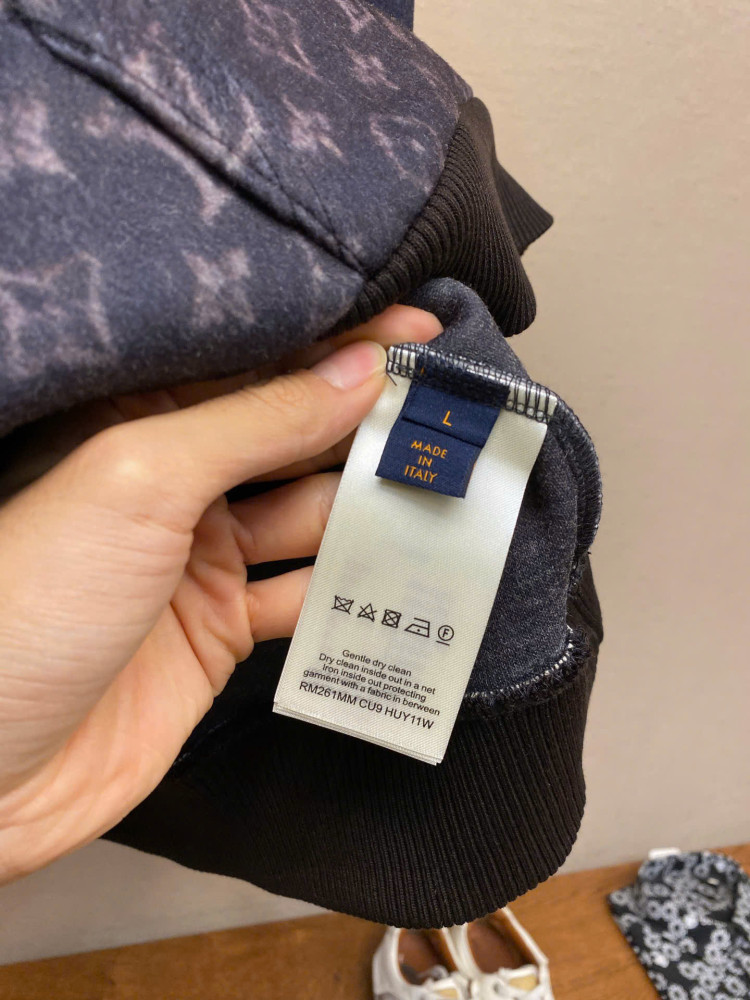 L
MADE
IN
ITALY
Gentle dry clean
Dry clean inside out in a net
Iron inside out protecting
garment with a fabric in berween
RM261MM CU9 HUY11W